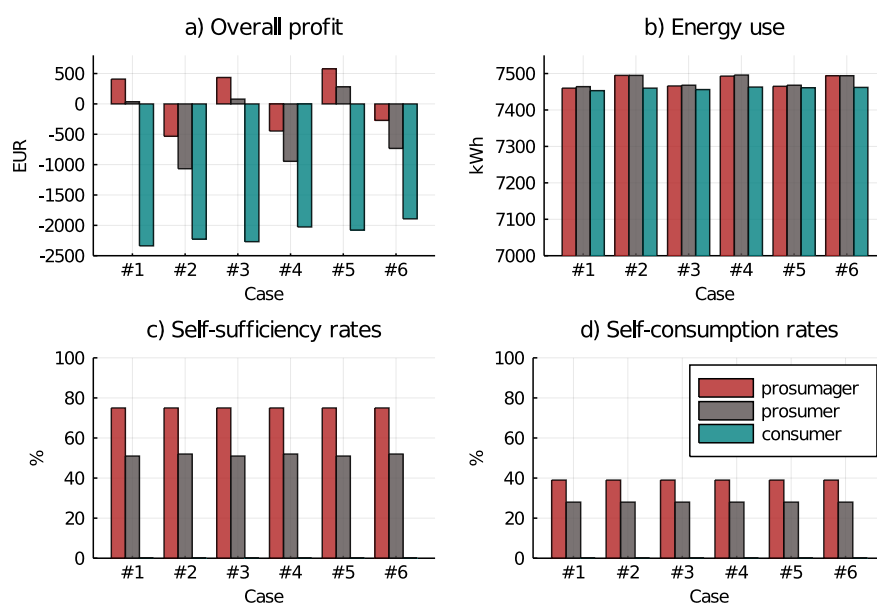 a) Overall profit
EUR
500
0
-500
-1000
-1500
-2000
-2500
#1 #2 #3 #4 #5 #6
Case
b) Energy use
kWh
7500
7400
7300
7200
7100
7000
#1 #2 #3 #4 #5 #6
Case
c) Self-sufficiency rates
%
100
80
60
40
20
0
#1 #2 #3 #4 #5 #6
Case
d) Self-consumption rates
%
100
80
60
40
20
0
prosumager
prosumer
consumer
#1 #2 #3 #4 #5 #6
Case